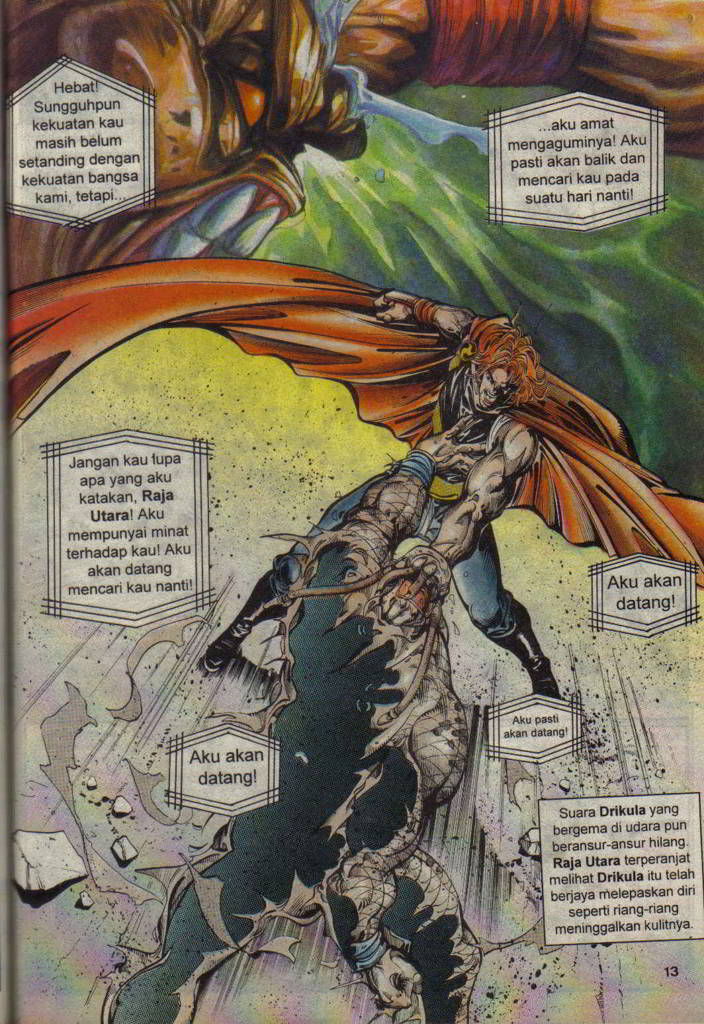 Hebat!
Sungguhpun
kekuatan kau
masih belum
setanding dengan
kekuatan bangsa
kami, tetapi...
...aku amat
mengaguminya! Aku
pasti akan balik dan
mencari kau pada
suatu hari nanti!
Jangan kau lupa
apa yang aku
katakan, Raja
Utara! Aku
mempunyai minat
terhadap kau! Aku
akan datang
mencari kau nanti!
Aku akan
datang!
Aku pasti
akan datang!
Aku akan
datang!
Suara Drikula yang
bergema di udara pun
beransur-ansur hilang.
Raja Utara terperanjat
melihat Drikula itu telah
berjaya melepaskan diri
seperti riang-riang
meninggalkan kulitnya.
13